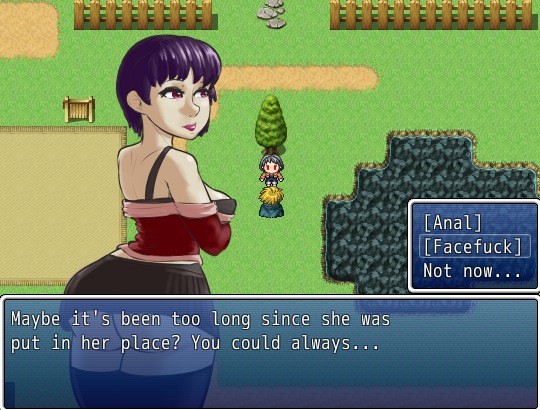 [Anal]
[Facefuck]
Not now...
Maybe it's been too long since she was
put in her place? You could always...